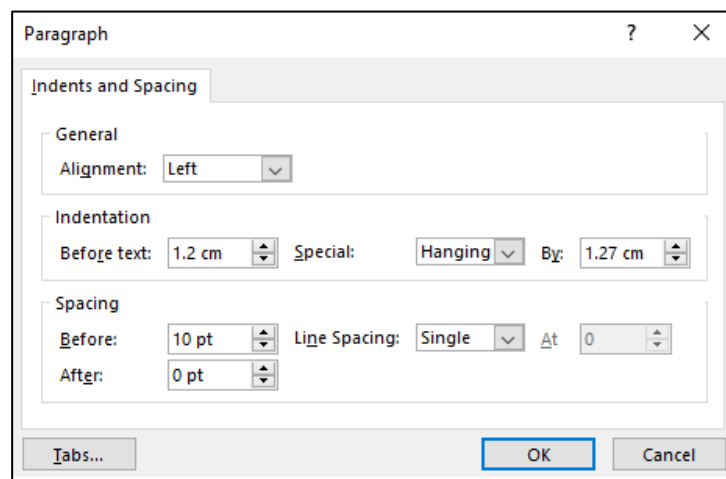 Paragraph ?
Indents and Spacing
General
Alignment: Left
Indentation
Before text: 1.2 cm Special: Hanging By: 1.27 cm
Spacing
Before: 10 pt Line Spacing: Single At 0
After: 0 pt
Tabs... OK Cancel